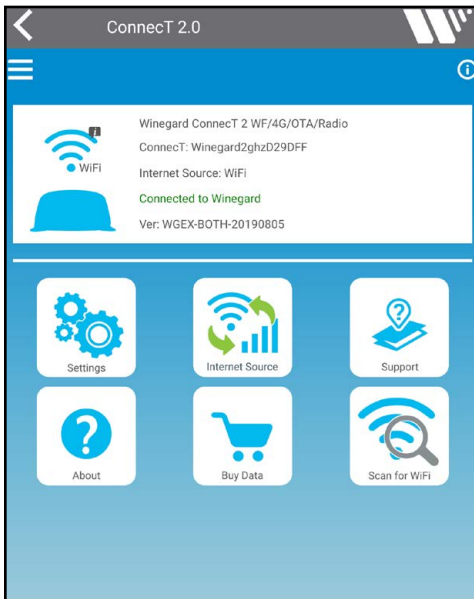 ConnecT 2.0
i
i
WiFi
Winegard ConnecT 2 WF/4G/OTA/Radio
ConnecT: Winegard2ghzD29DFF
Internet Source: WiFi
Connected to Winegard
Ver: WGEX-BOTH-20190805
Settings
Internet Source
?
Support
?
About
Buy Data
Scan for WiFi